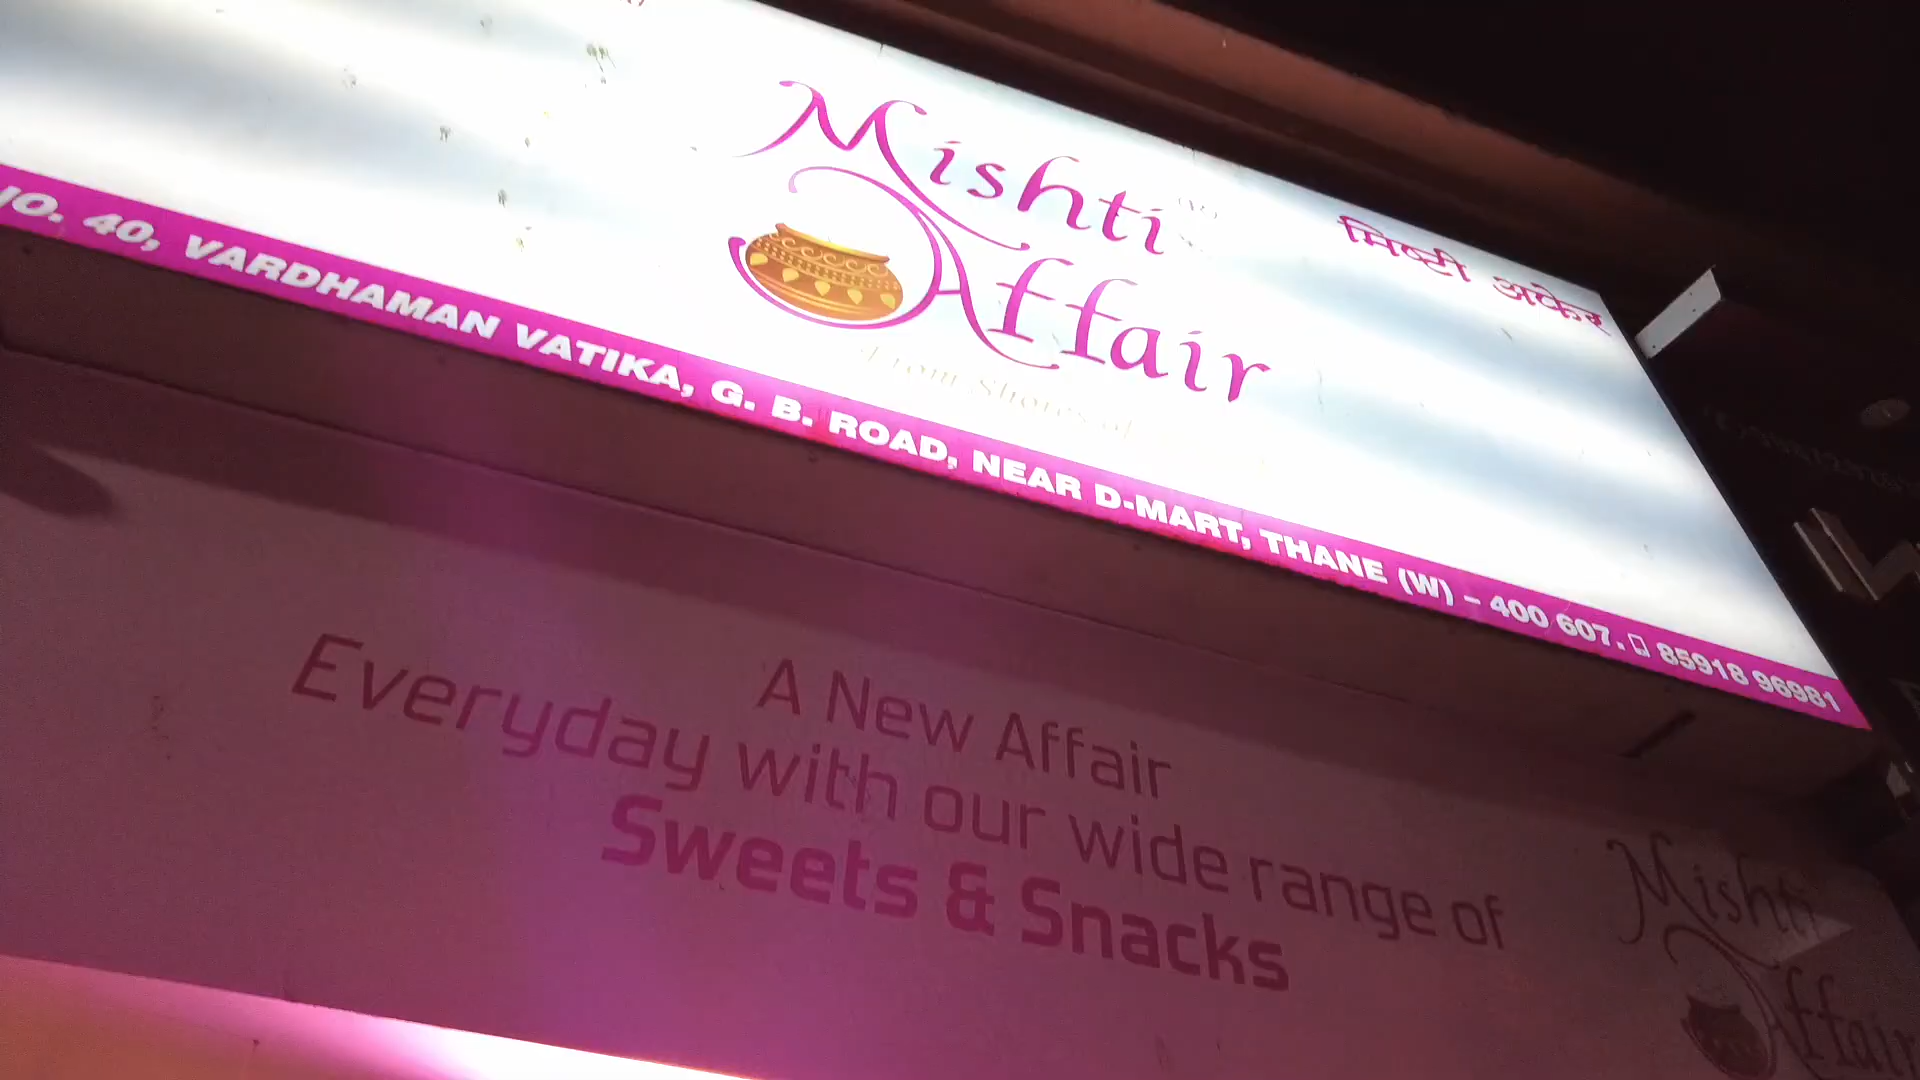 Mishti
Affair
मिष्टी अफेर
From Shores of
NO. 40, VARDHAMAN VATIKA, G. B. ROAD, NEAR D-MART, THANE (W) – 400 607. 85918 96981
A New Affair
Everyday with our wide range of
Sweets & Snacks
Mishti
Affair